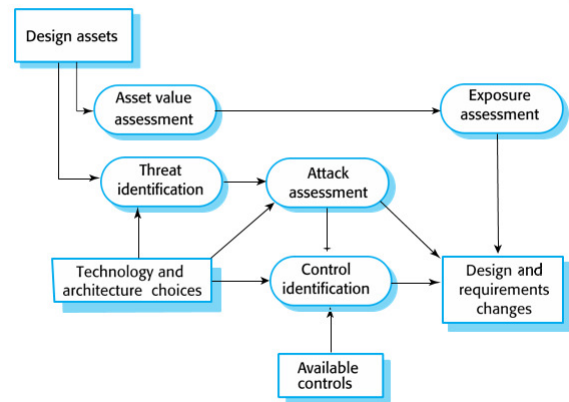 Design assets
Asset value
assessment
Exposure
assessment
Threat
identification
Attack
assessment
Technology and
architecture choices
Control
identification
Design and
requirements
changes
Available
controls